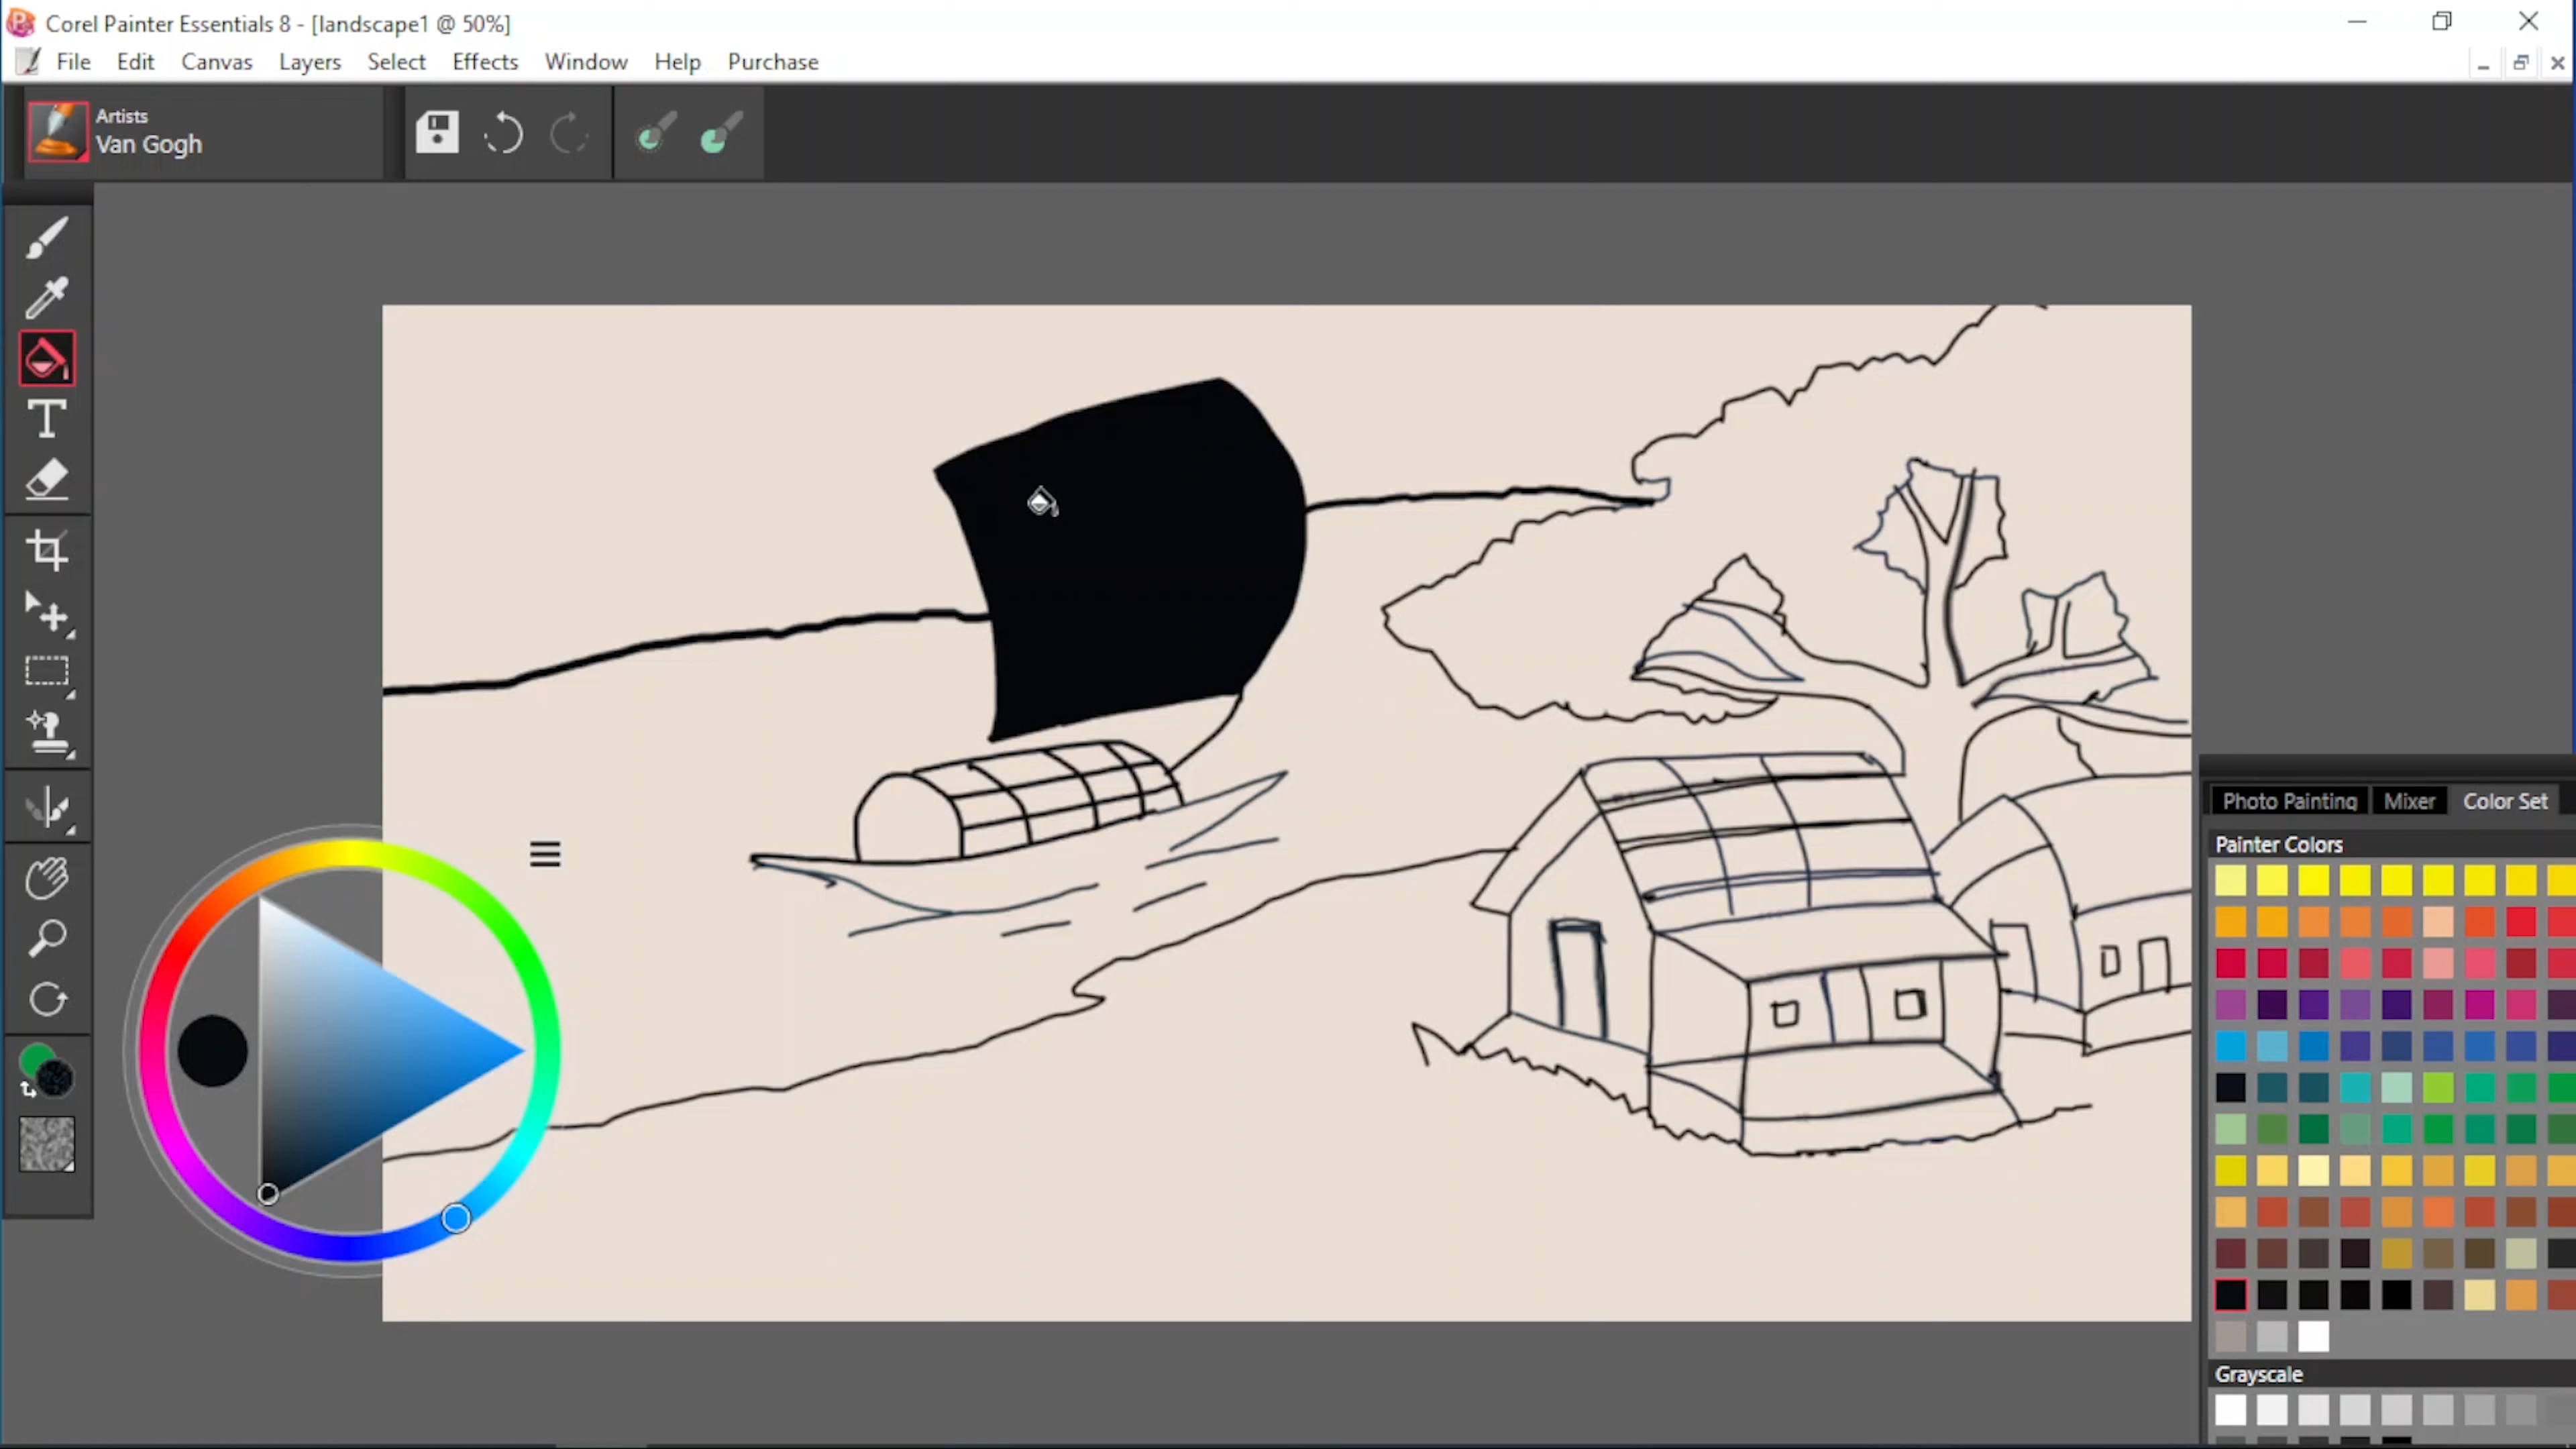 Corel Painter Essentials 8 - [landscape1 @ 50%]
File Edit Canvas Layers Select Effects Window Help Purchase
Artists
Van Gogh
T
Photo Painting Mixer Color Set
Painter Colors
Grayscale